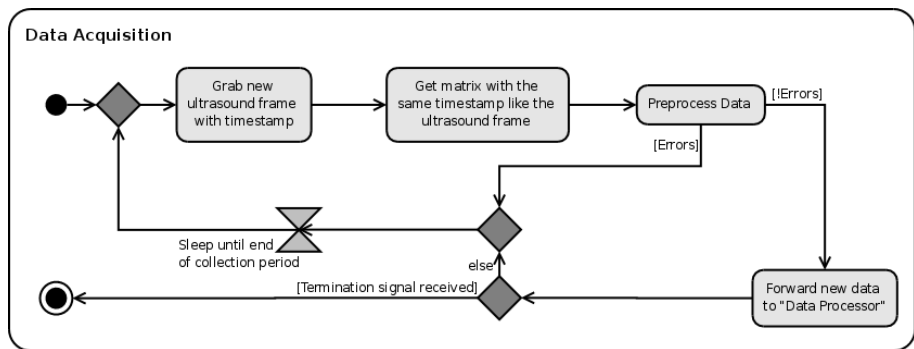 Data Acquisition
Grab new
ultrasound frame
with timestamp
Get matrix with the
same timestamp like the
ultrasound frame
Preprocess Data
[!Errors]
[Errors]
Sleep until end
of collection period
else
[Termination signal received]
Forward new data
to "Data Processor"